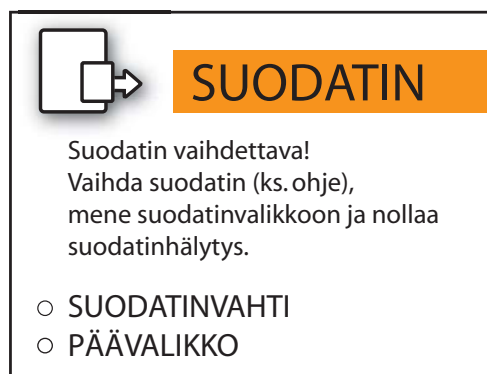 SUODATIN
Suodatin vaihdettava!
Vaihda suodatin (ks. ohje),
mene suodatinvalikkoon ja nollaa
suodatinhälytys.
SUODATINVAHTI
PÄÄVALIKKO